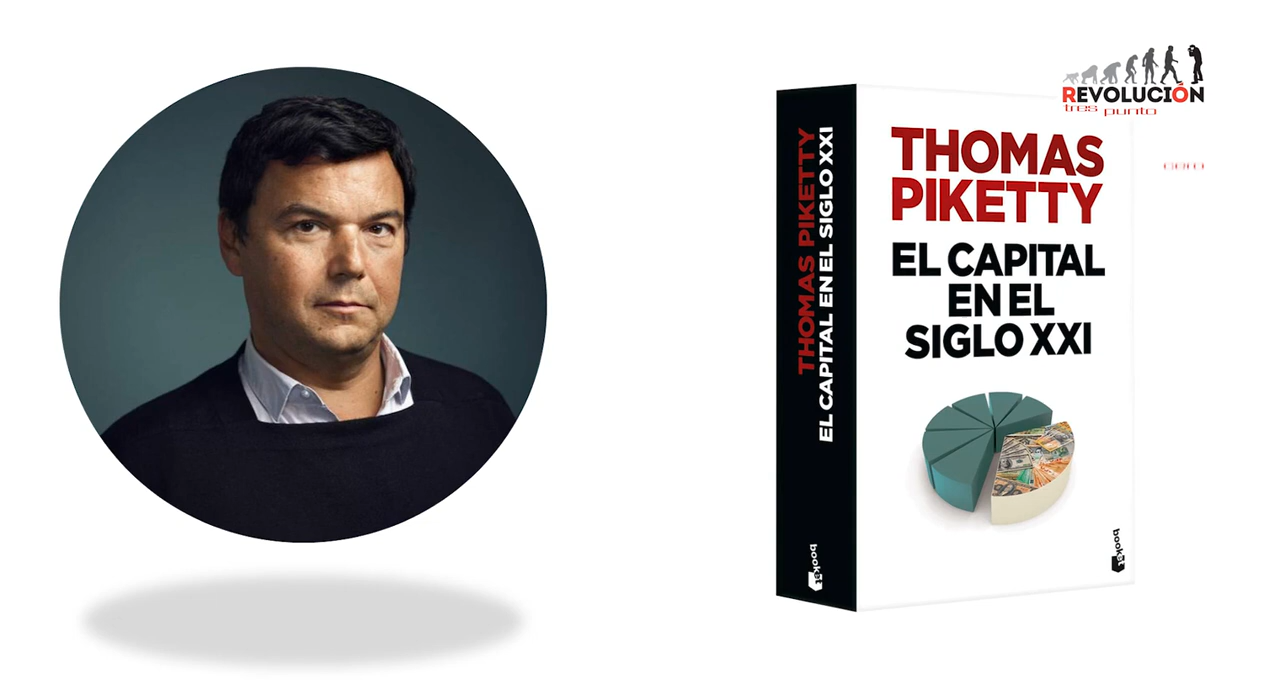 REVOLUCIÓN
tres punto
com
THOMAS PIKETTY
EL CAPITAL EN EL SIGLO XXI
booket
THOMAS
PIKETTY
EL CAPITAL
EN EL
SIGLO XXI
booket